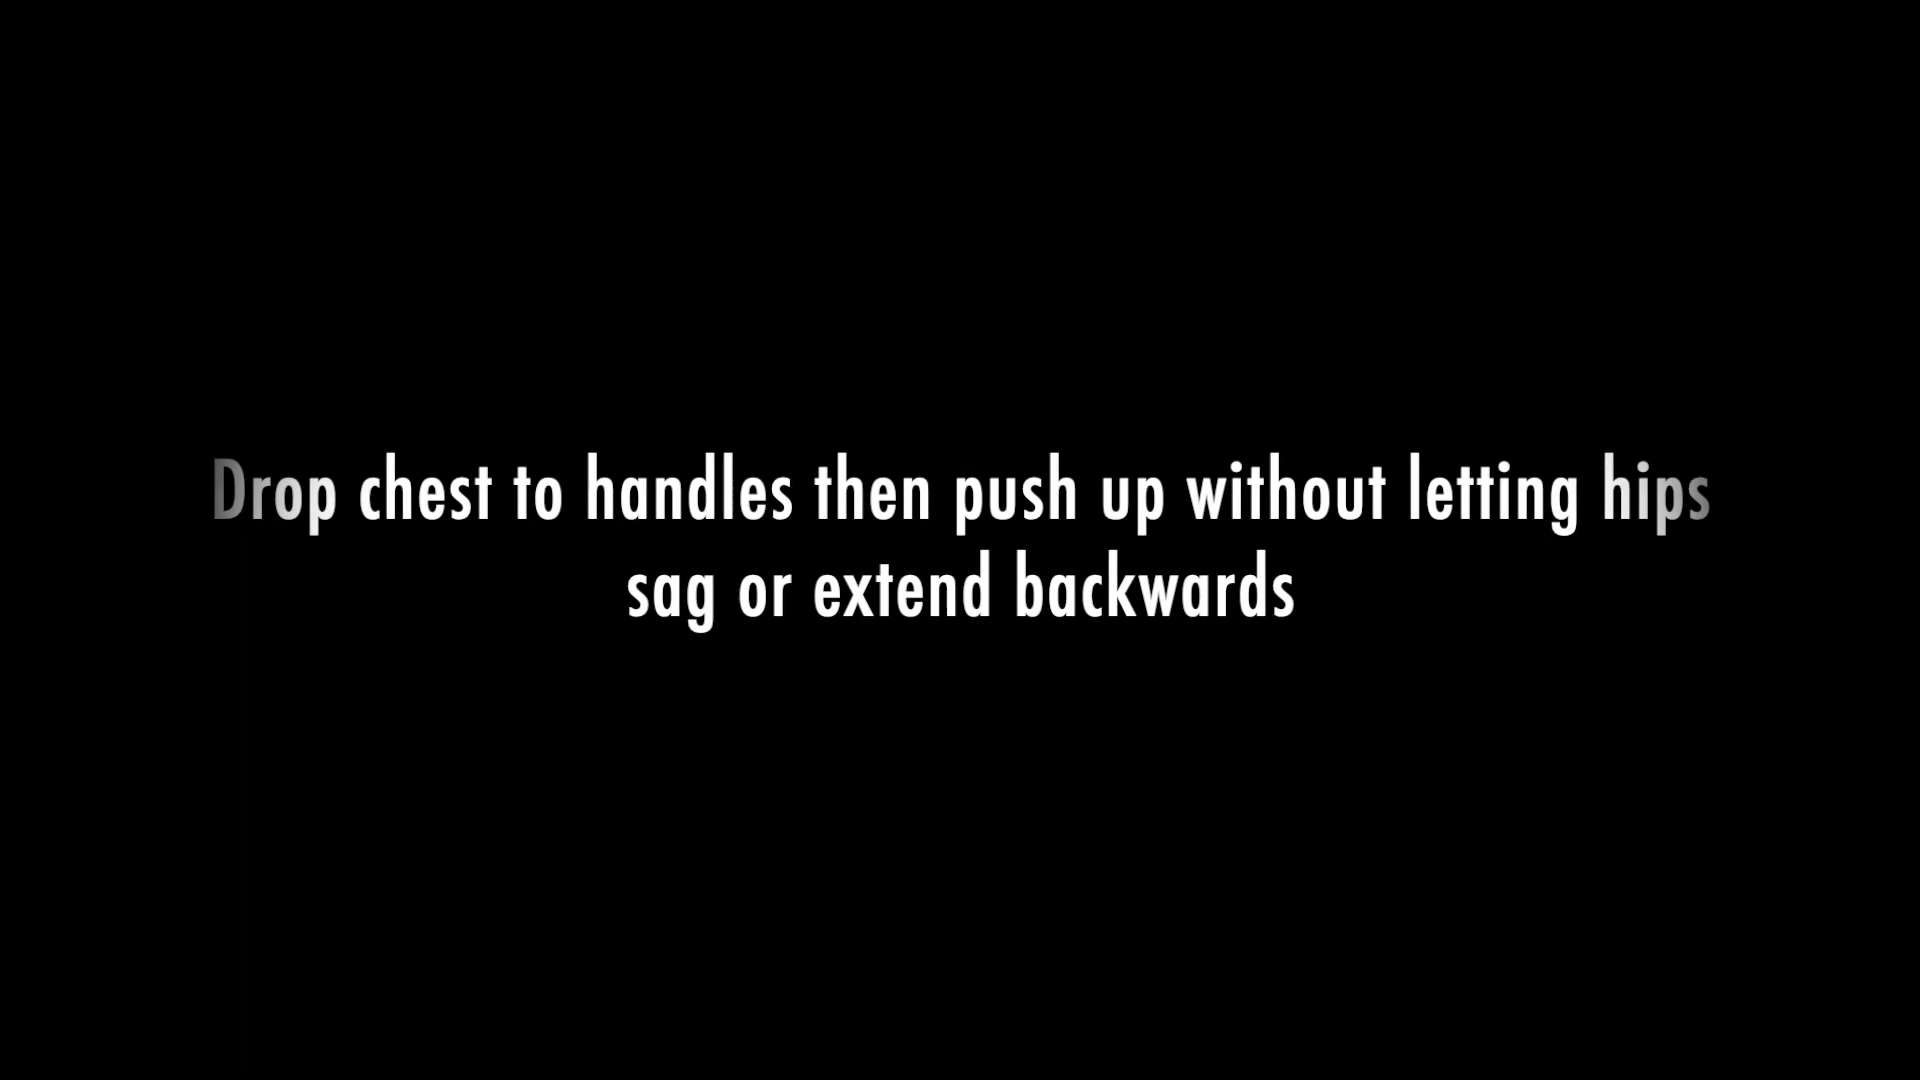 Drop chest to handles then push up without letting hips
sag or extend backwards